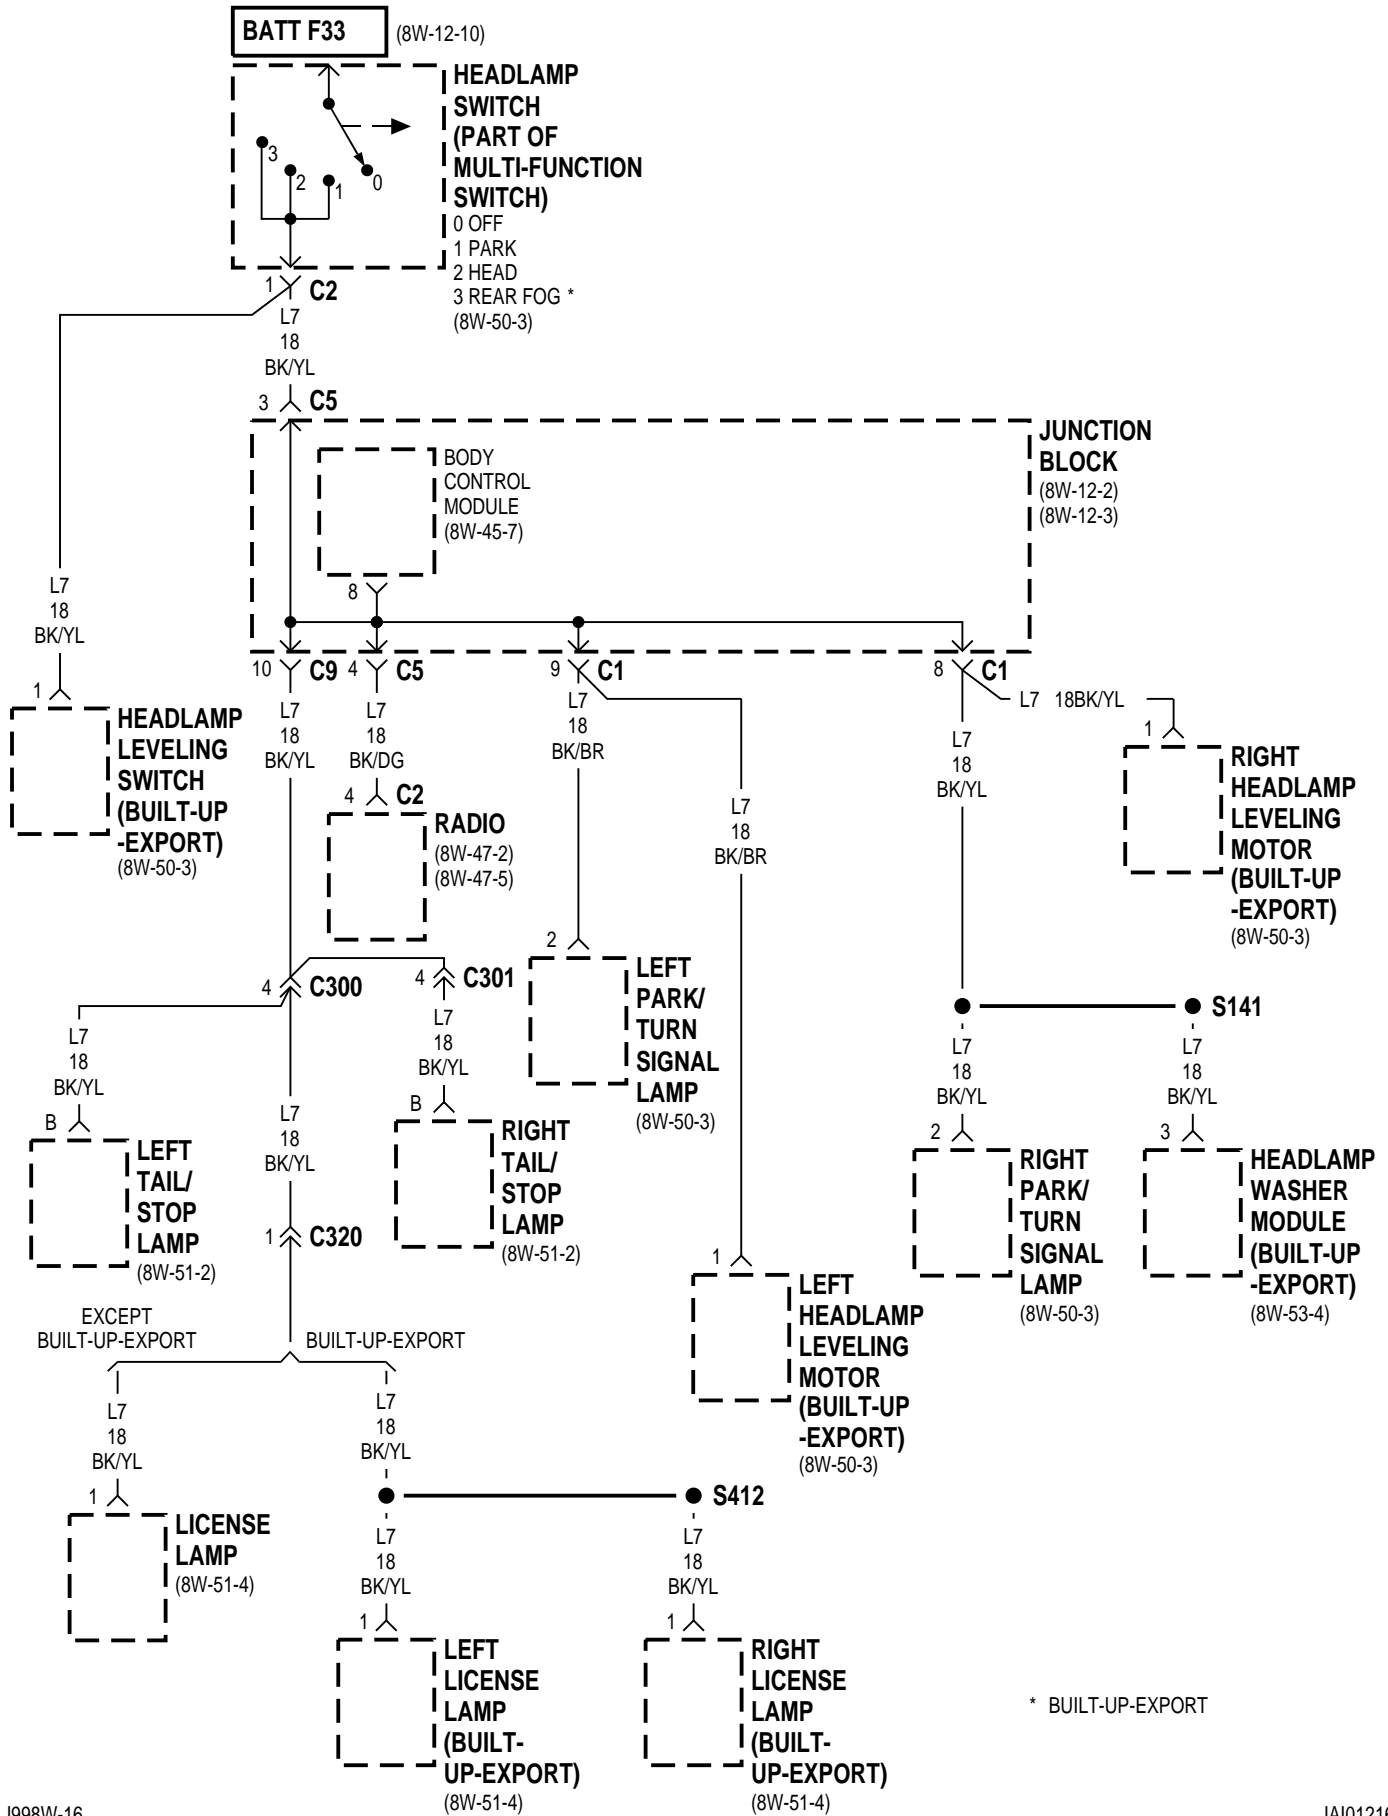 BATT F33 (8W-12-10)
HEADLAMP
SWITCH
(PART OF
MULTI-FUNCTION
SWITCH)
0 OFF
1 PARK
2 HEAD
3 REAR FOG *
(8W-50-3)
3
2
1
0
1 C2
L7
18
BK/YL
3 C5
JUNCTION
BLOCK
(8W-12-2)
(8W-12-3)
BODY
CONTROL
MODULE
(8W-45-7)
8
L7
18
BK/YL
1
HEADLAMP
LEVELING
SWITCH
(BUILT-UP
-EXPORT)
(8W-50-3)
10 C9
4 C5
9 C1
8 C1
L7
18
BK/YL
L7
18
BK/DG
4 C2
RADIO
(8W-47-2)
(8W-47-5)
L7
18
BK/BR
L7
18
BK/BR
L7
18
BK/YL
L7 18BK/YL
1
RIGHT
HEADLAMP
LEVELING
MOTOR
(BUILT-UP
-EXPORT)
(8W-50-3)
4 C300
4 C301
2
LEFT
PARK/
TURN
SIGNAL
LAMP
(8W-50-3)
S141
L7
18
BK/YL
B
LEFT
TAIL/
STOP
LAMP
(8W-51-2)
L7
18
BK/YL
1 C320
L7
18
BK/YL
B
RIGHT
TAIL/
STOP
LAMP
(8W-51-2)
L7
18
BK/YL
2
RIGHT
PARK/
TURN
SIGNAL
LAMP
(8W-50-3)
L7
18
BK/YL
3
HEADLAMP
WASHER
MODULE
(BUILT-UP
-EXPORT)
(8W-53-4)
1
LEFT
HEADLAMP
LEVELING
MOTOR
(BUILT-UP
-EXPORT)
(8W-50-3)
EXCEPT
BUILT-UP-EXPORT
BUILT-UP-EXPORT
L7
18
BK/YL
1
LICENSE
LAMP
(8W-51-4)
L7
18
BK/YL
S412
L7
18
BK/YL
1
LEFT
LICENSE
LAMP
(BUILT-
UP-EXPORT)
(8W-51-4)
L7
18
BK/YL
1
RIGHT
LICENSE
LAMP
(BUILT-
UP-EXPORT)
(8W-51-4)
* BUILT-UP-EXPORT
J998W-16